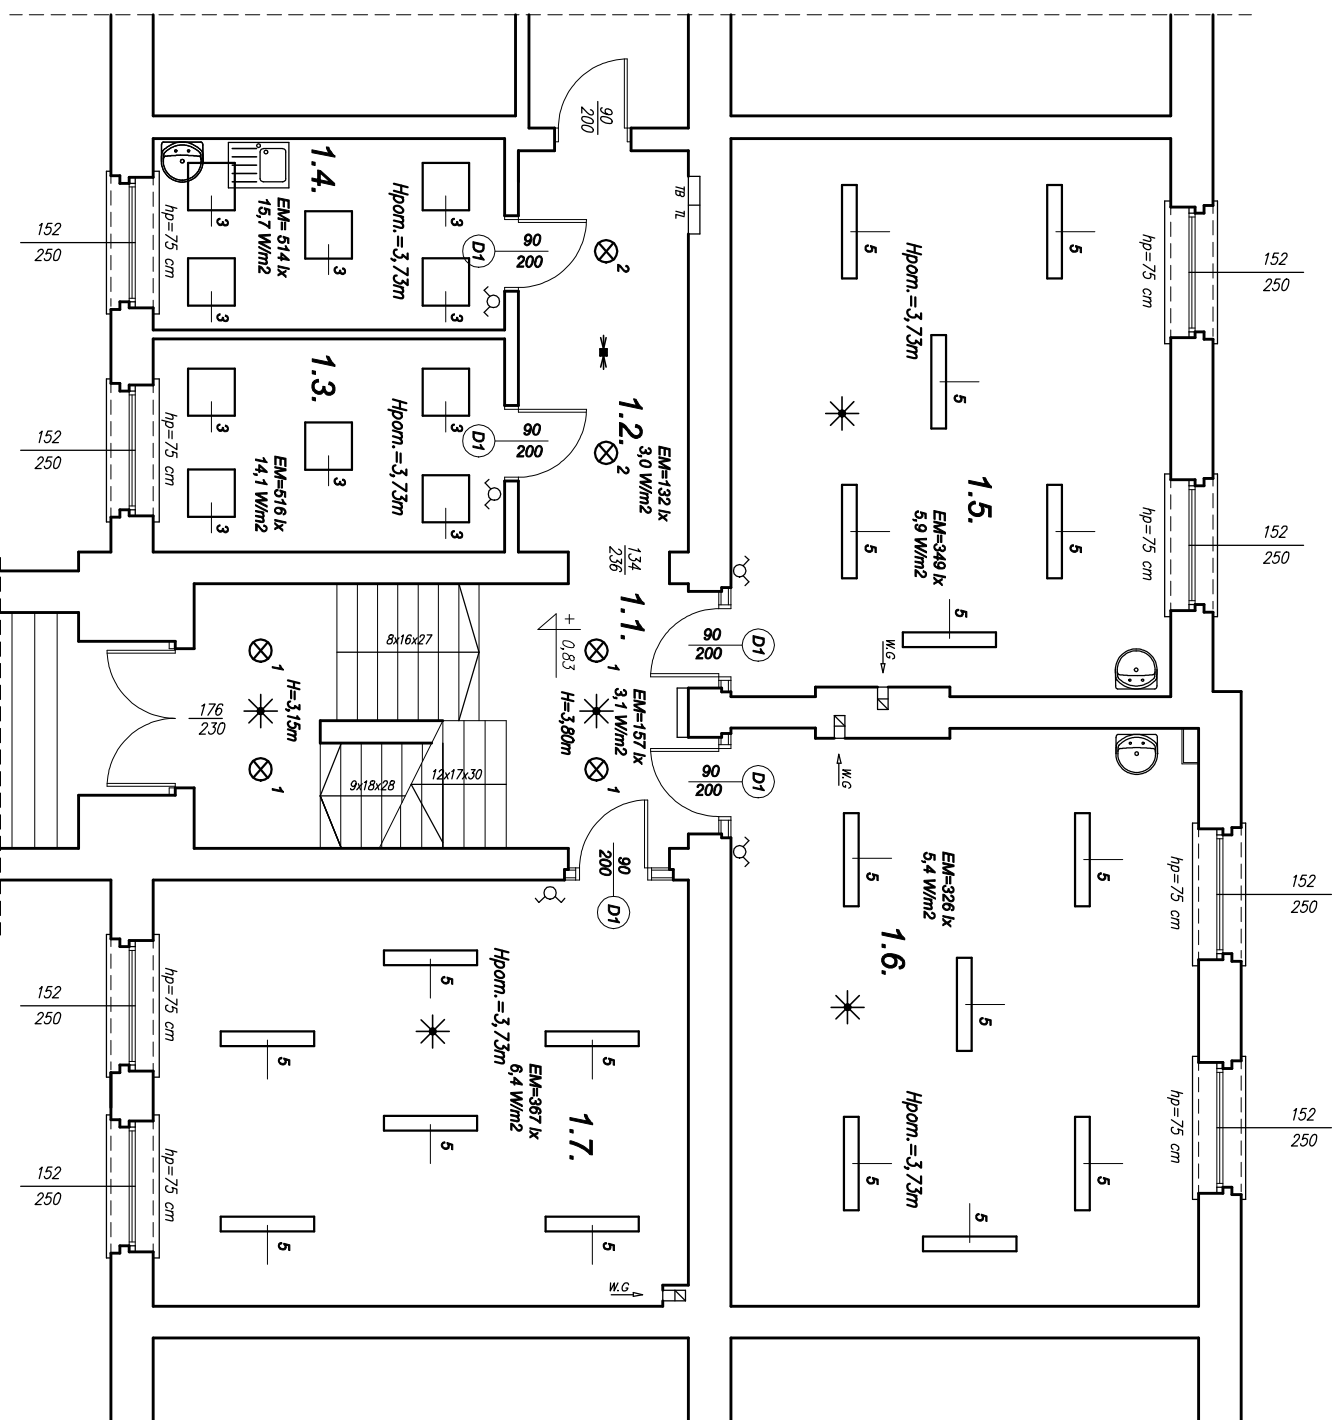 90
200
1.4.
Hpom.=3,73m
EM= 514 lx
15,7 W/m2
hp=75 cm
152
250
3
3
3
3
3
D1
90
200
TB TL
2
1.5.
Hpom.=3,73m
EM=349 lx
5,9 W/m2
hp=75 cm
152
250
hp=75 cm
152
250
5
5
5
5
5
5
1.3.
Hpom.=3,73m
EM=516 lx
14,1 W/m2
hp=75 cm
152
250
3
3
3
3
3
D1
90
200
1.2.
EM=132 lx
3,0 W/m2
2
134
236
1.1.
EM=157 lx
3,1 W/m2
H=3,80m
+
0,83
1
1
8x16x27
9x18x28
12x17x30
H=3,15m
1
1
176
230
90
200
D1
W.G
90
200
D1
W.G
90
200
D1
1.6.
EM=326 lx
5,4 W/m2
Hpom.=3,73m
hp=75 cm
152
250
hp=75 cm
152
250
5
5
5
5
5
5
1.7.
Hpom.=3,73m
EM=367 lx
6,4 W/m2
hp=75 cm
152
250
hp=75 cm
152
250
5
5
5
5
5
5
W.G